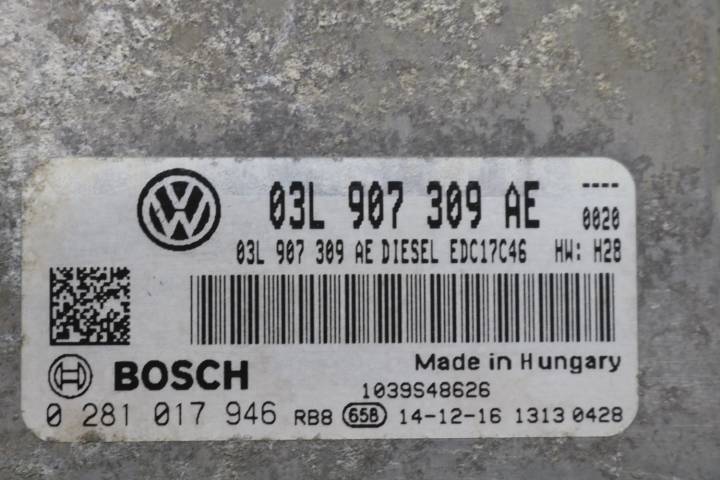 03L 907 309 AE ----
0020
03L 907 309 AE DIESEL EDC17C46 HW: H28
Made in Hungary
BOSCH
1039S48626
0 281 017 946 RB8 658 14-12-16 1313 0428